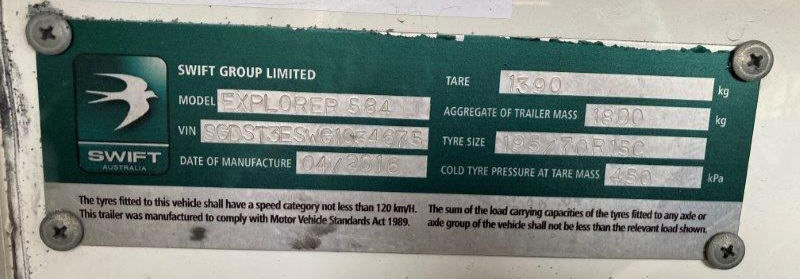 SWIFT
AUSTRALIA
SWIFT GROUP LIMITED
MODEL EXPLORER 584
VIN SGDST3ESWG1034675
DATE OF MANUFACTURE 04/2016
TARE 1390 kg
AGGREGATE OF TRAILER MASS 1800 kg
TYRE SIZE 195/70R15C
COLD TYRE PRESSURE AT TARE MASS 450 kPa
The tyres fitted to this vehicle shall have a speed category not less than 120 km/H.
This trailer was manufactured to comply with Motor Vehicle Standards Act 1989.
The sum of the load carrying capacities of the tyres fitted to any axle or
axle group of the vehicle shall not be less than the relevant load shown.